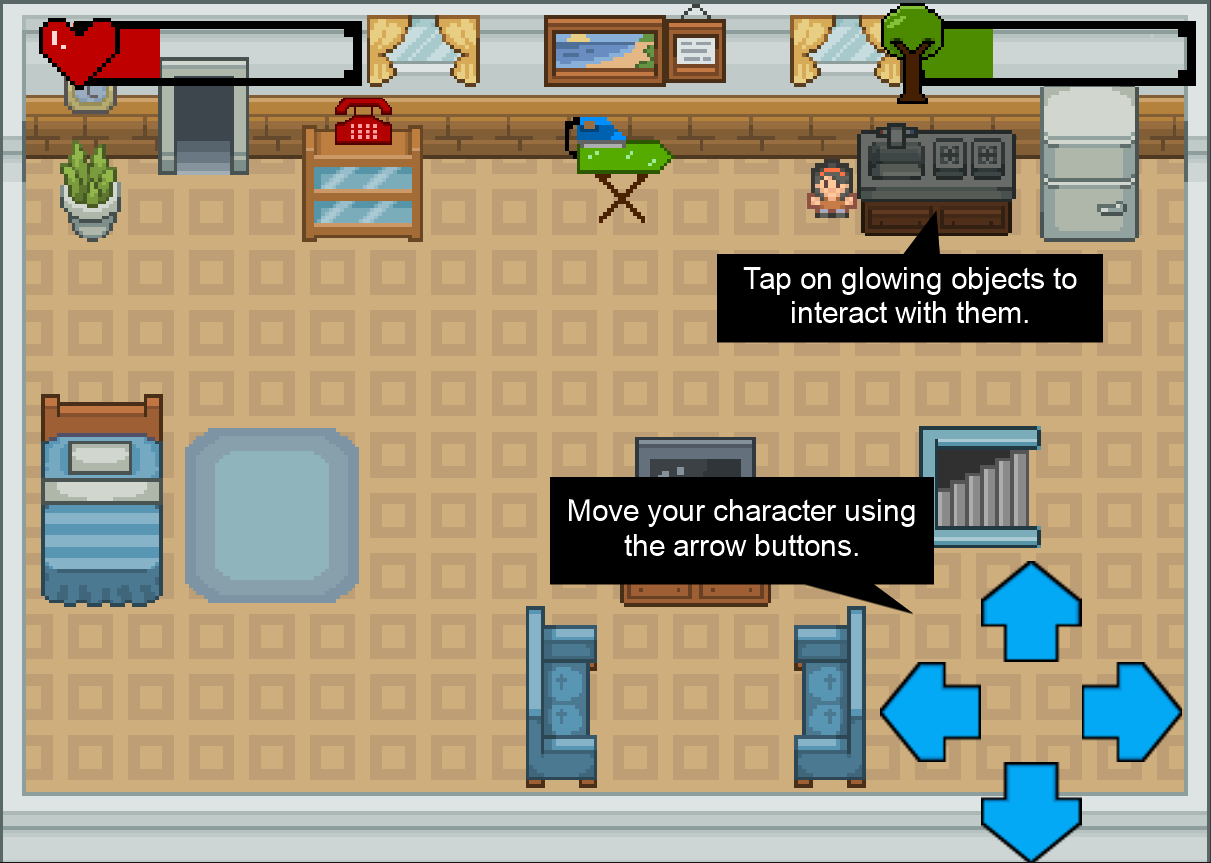 Tap on glowing objects to
interact with them.
Move your character using
the arrow buttons.